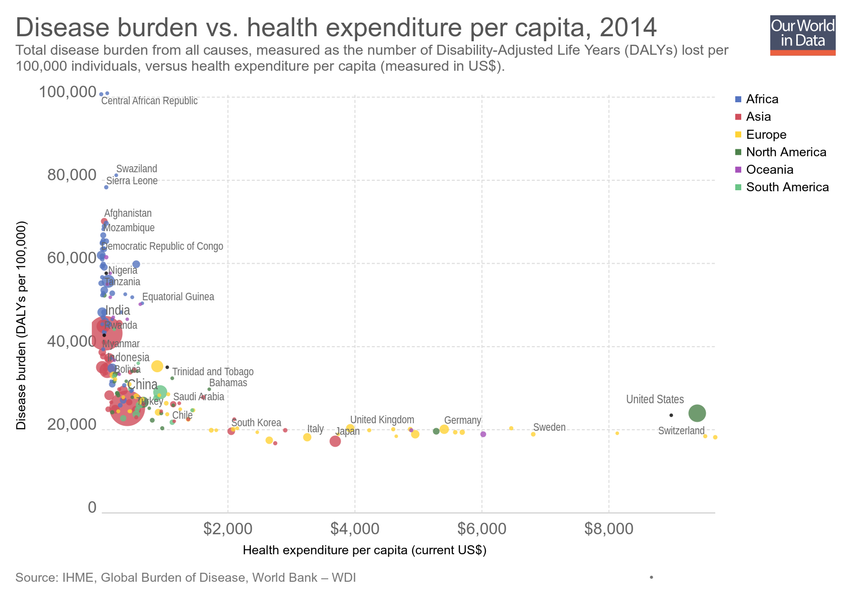 Disease burden vs. health expenditure per capita, 2014
Our World
in Data
Total disease burden from all causes, measured as the number of Disability-Adjusted Life Years (DALYs) lost per
100,000 individuals, versus health expenditure per capita (measured in US$).
100,000
Central African Republic
Africa
Asia
Europe
North America
Oceania
South America
Swaziland
80,000
Sierra Leone
Afghanistan
Mozambique
Democratic Republic of Congo
60,000
Nigeria
Tanzania
Equatorial Guinea
India
Rwanda
40,000
Myanmar
Indonesia
Bolivia
Trinidad and Tobago
China
Bahamas
Turkey
Saudi Arabia
Chile
United States
20,000
South Korea
Italy
Japan
United Kingdom
Germany
Sweden
Switzerland
0
$2,000
$4,000
$6,000
$8,000
Disease burden (DALYs per 100,000)
Health expenditure per capita (current US$)
Source: IHME, Global Burden of Disease, World Bank – WDI